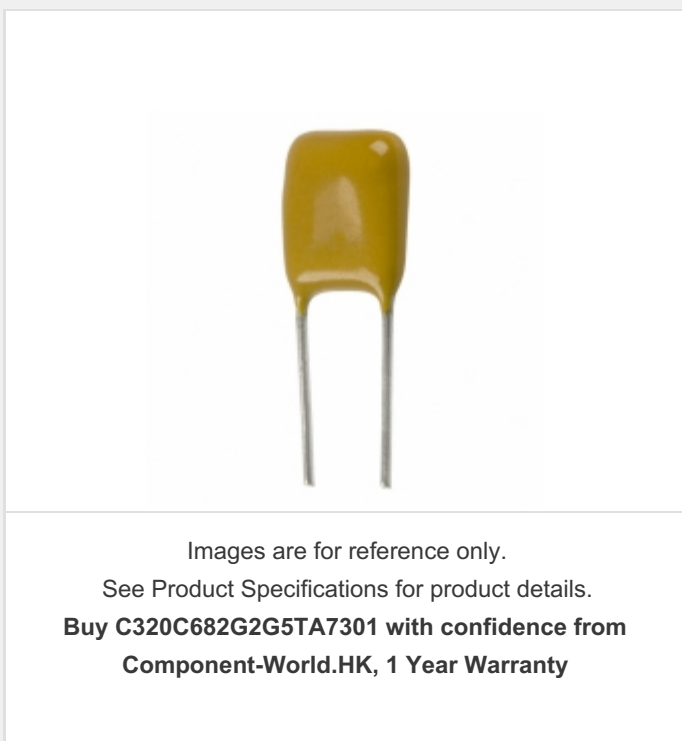 Images are for reference only.
See Product Specifications for product details.
Buy C320C682G2G5TA7301 with confidence from
Component-World.HK, 1 Year Warranty